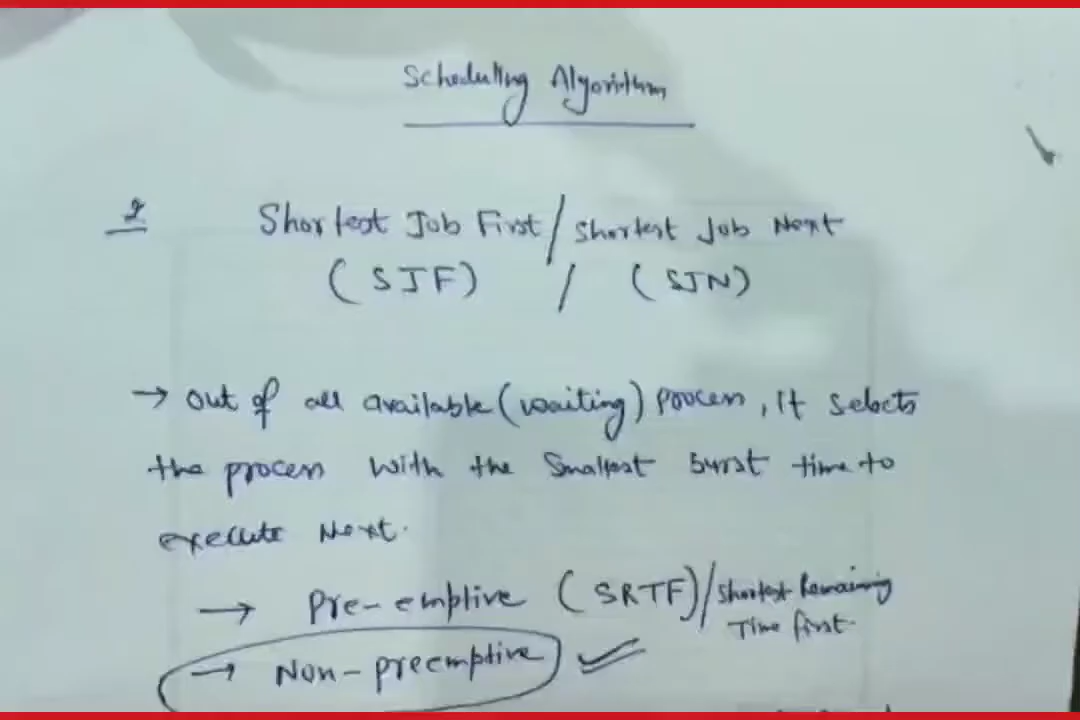 Scheduling Algorithm
2 Shortest Job First / Shortest Job Next
(SJF) / (SJN)
→ out of all available (waiting) process, It selects
the process with the smallest burst time to
execute Next.
→ Pre-emptive (SRTF) / Shortest Remaining
Time first.
→ Non-preemptive